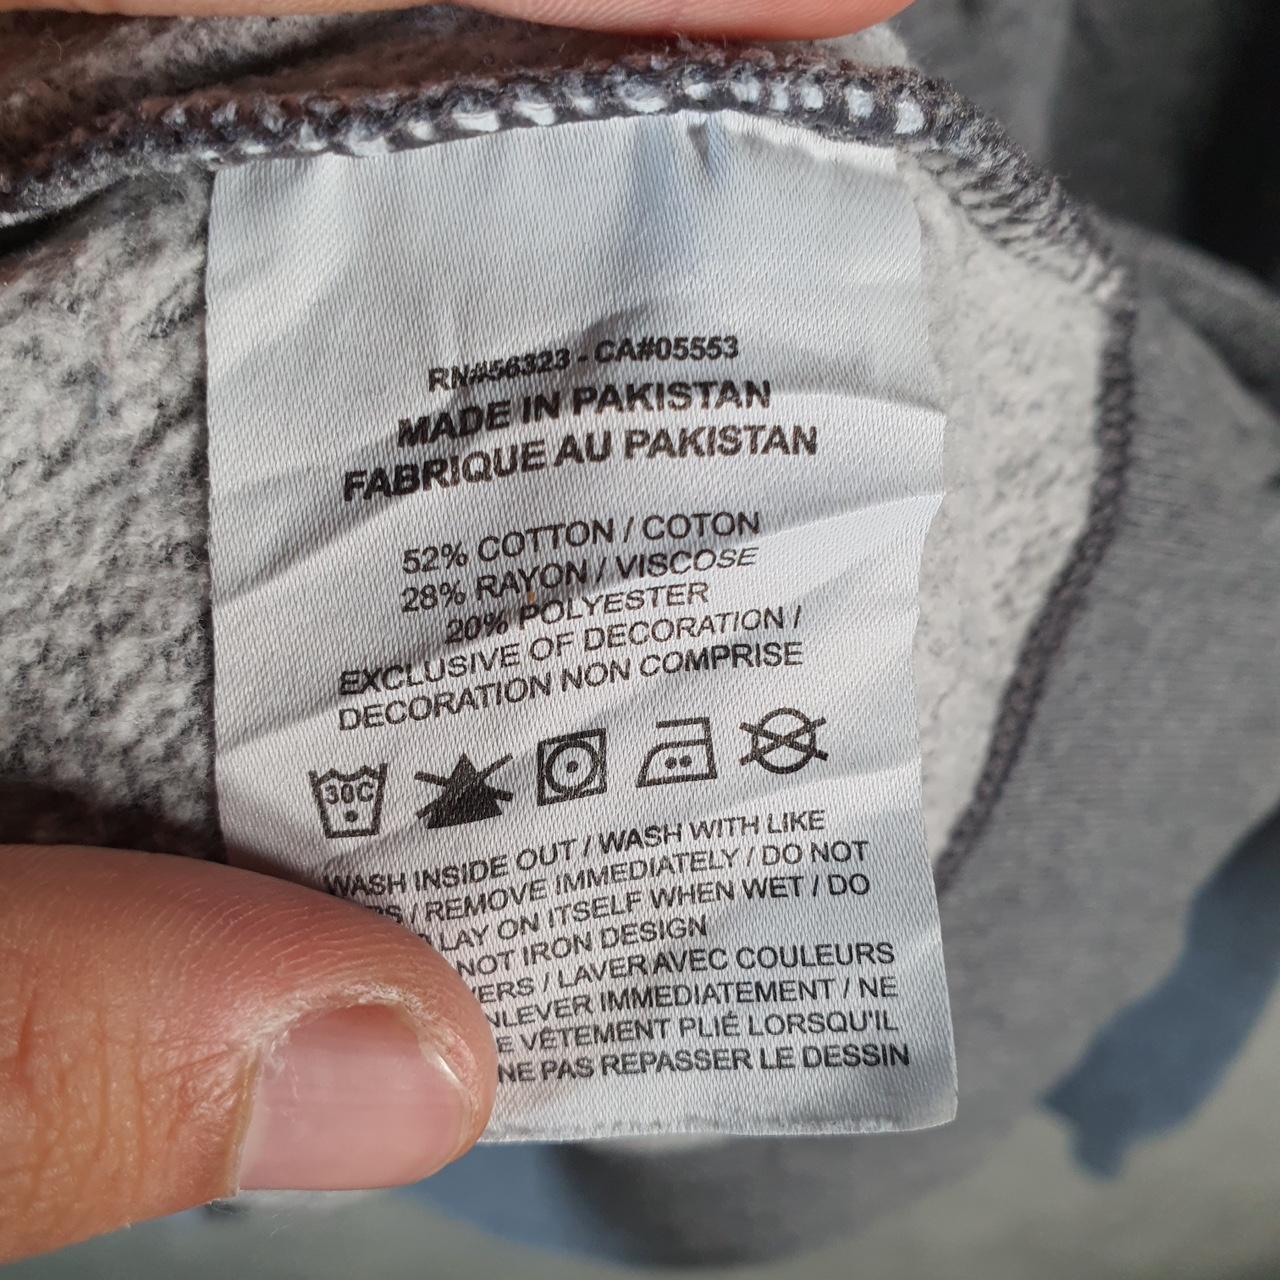 RN#56323 - CA#05553
MADE IN PAKISTAN
FABRIQUE AU PAKISTAN
52% COTTON / COTON
28% RAYON / VISCOSE
20% POLYESTER
EXCLUSIVE OF DECORATION /
DECORATION NON COMPRISE
30C
WASH INSIDE OUT / WASH WITH LIKE
/ REMOVE IMMEDIATELY / DO NOT
LAY ON ITSELF WHEN WET / DO
NOT IRON DESIGN
/ LAVER AVEC COULEURS
IMMEDIATEMENT / NE
VÊTEMENT PLIÉ LORSQU'IL
NE PAS REPASSER LE DESSIN